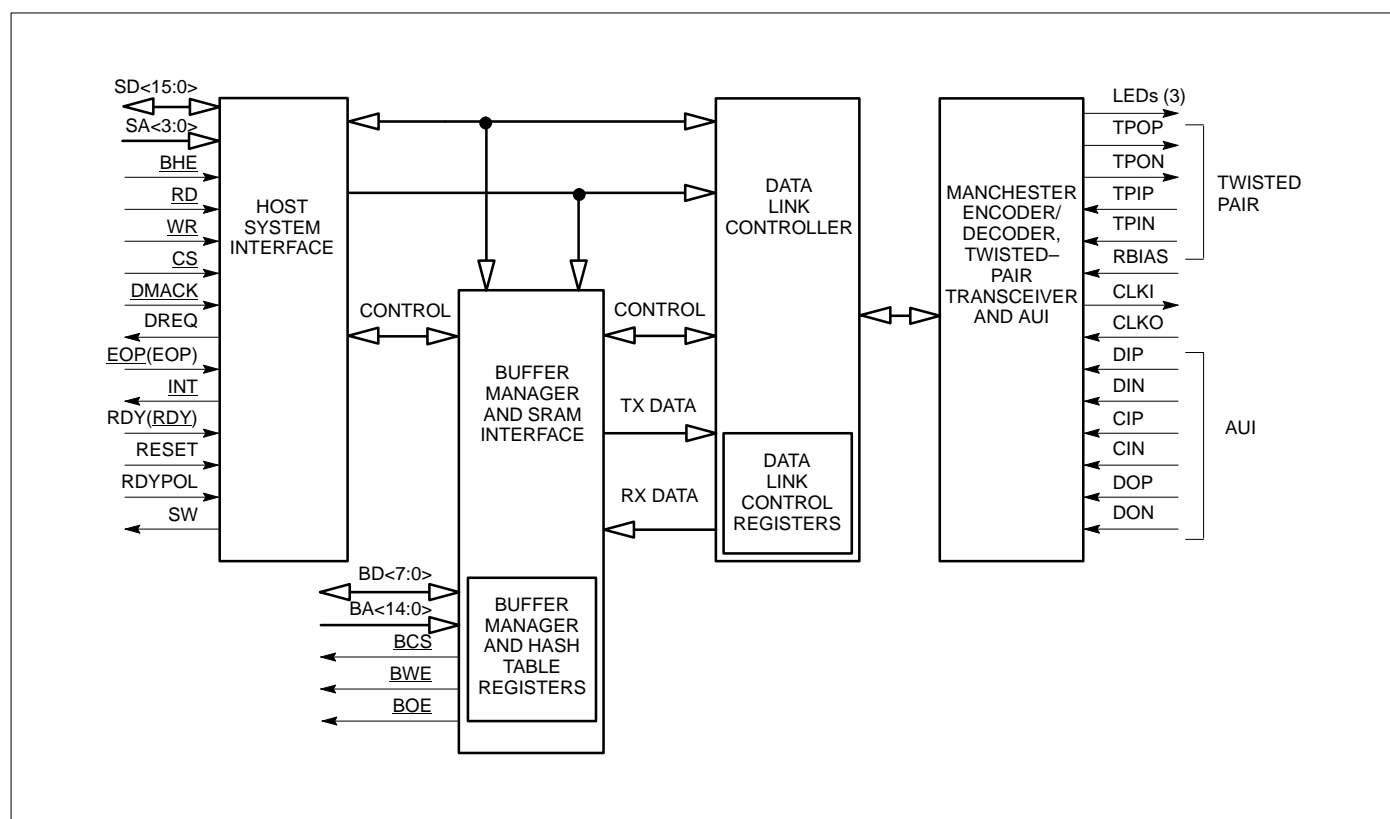 SD<15:0>
SA<3:0>
BHE
RD
WR
CS
DMACK
DREQ
EOP(EOP)
INT
RDY(RDY)
RESET
RDYPOL
SW
HOST
SYSTEM
INTERFACE
CONTROL
BUFFER
MANAGER
AND SRAM
INTERFACE
BD<7:0>
BA<14:0>
BCS
BWE
BOE
BUFFER
MANAGER
AND HASH
TABLE
REGISTERS
CONTROL
TX DATA
RX DATA
DATA
LINK
CONTROLLER
DATA
LINK
CONTROL
REGISTERS
MANCHESTER
ENCODER/
DECODER,
TWISTED–
PAIR
TRANSCEIVER
AND AUI
LEDs (3)
TPOP
TPON
TPIP
TPIN
RBIAS
CLKI
CLKO
DIP
DIN
CIP
CIN
DOP
DON
TWISTED
PAIR
AUI